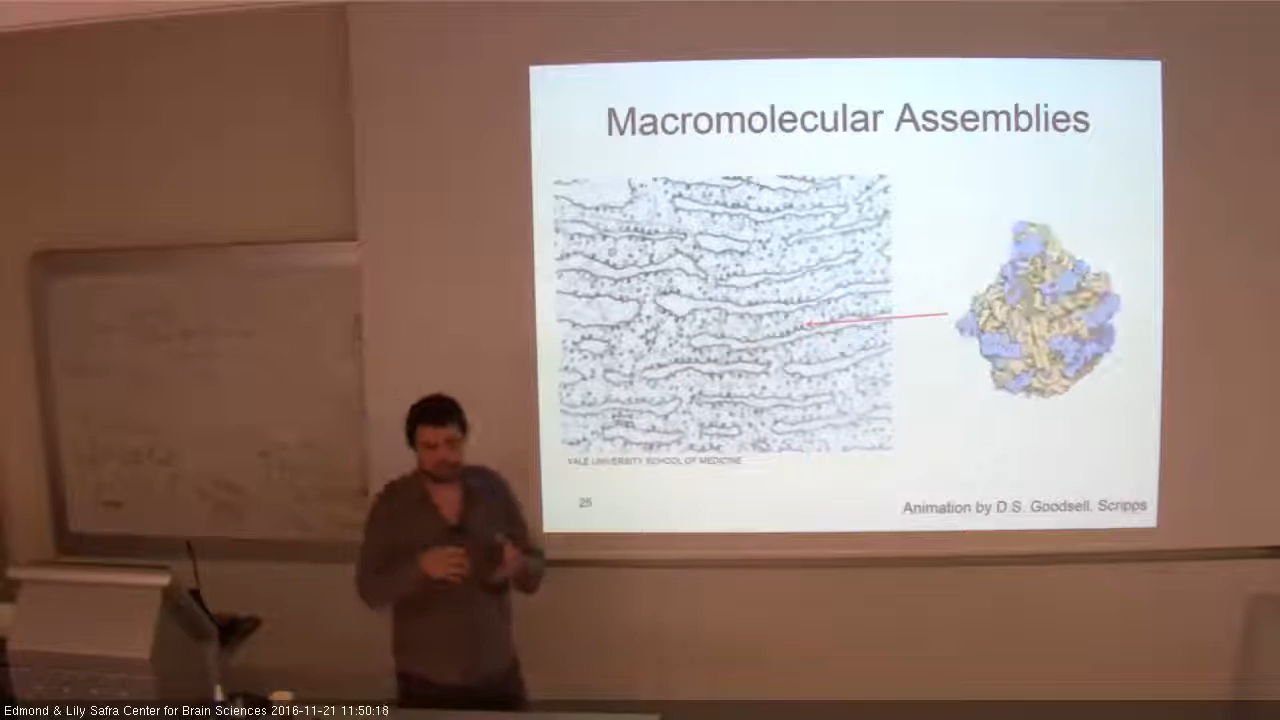 Macromolecular Assemblies
YALE UNIVERSITY SCHOOL OF MEDICINE
25
Animation by D.S. Goodsell, Scripps
Edmond & Lily Safra Center for Brain Sciences 2016-11-21 11:50:16